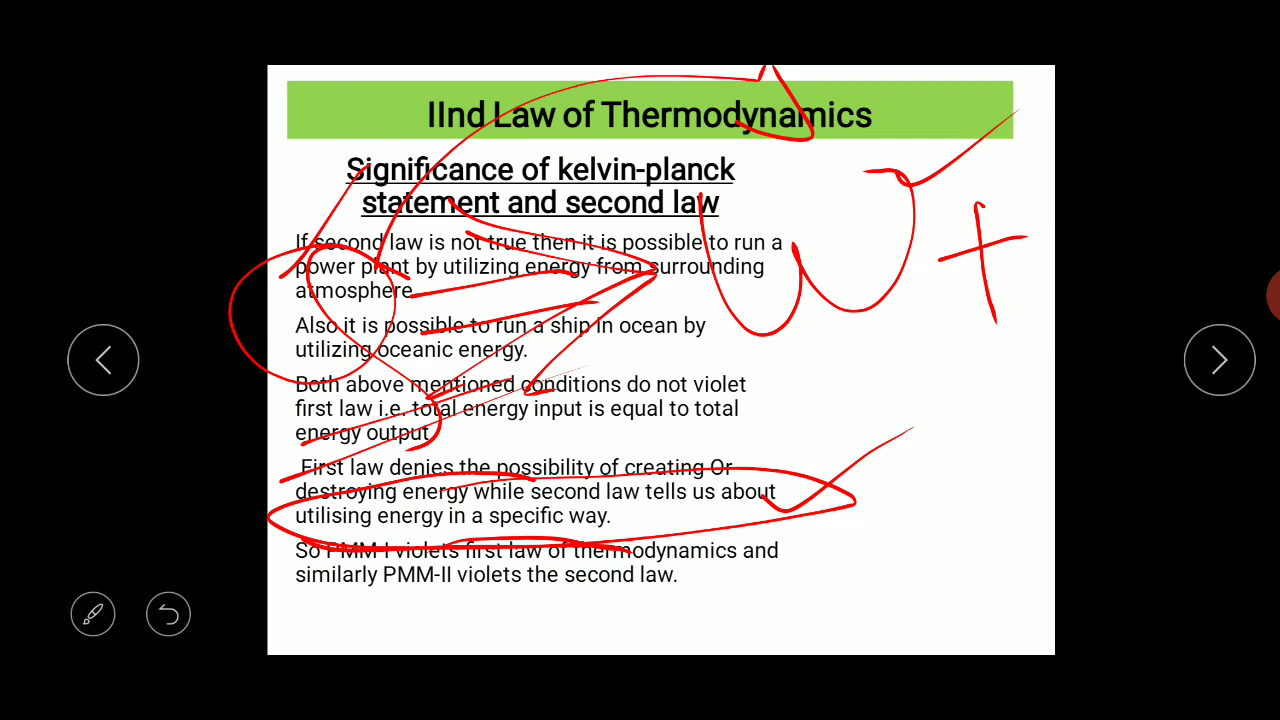 IInd Law of Thermodynamics
Significance of kelvin-planck
statement and second law
If second law is not true then it is possible to run a
power plant by utilizing energy from surrounding
atmosphere
Also it is possible to run a ship in ocean by
utilizing oceanic energy.
Both above mentioned conditions do not violet
first law i.e. total energy input is equal to total
energy output
First law denies the possibility of creating Or
destroying energy while second law tells us about
utilising energy in a specific way.
So PMM I violets first law of thermodynamics and
similarly PMM-II violets the second law.
W +